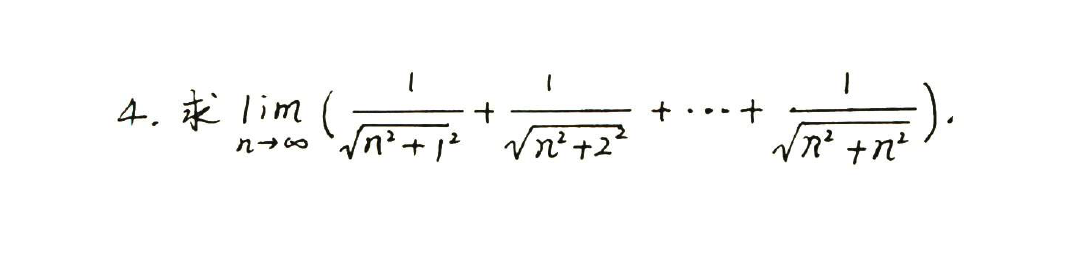 4. 求 lim_{n→∞} ( 1/√(n²+1²) + 1/√(n²+2²) + ··· + 1/√(n²+n²) ).